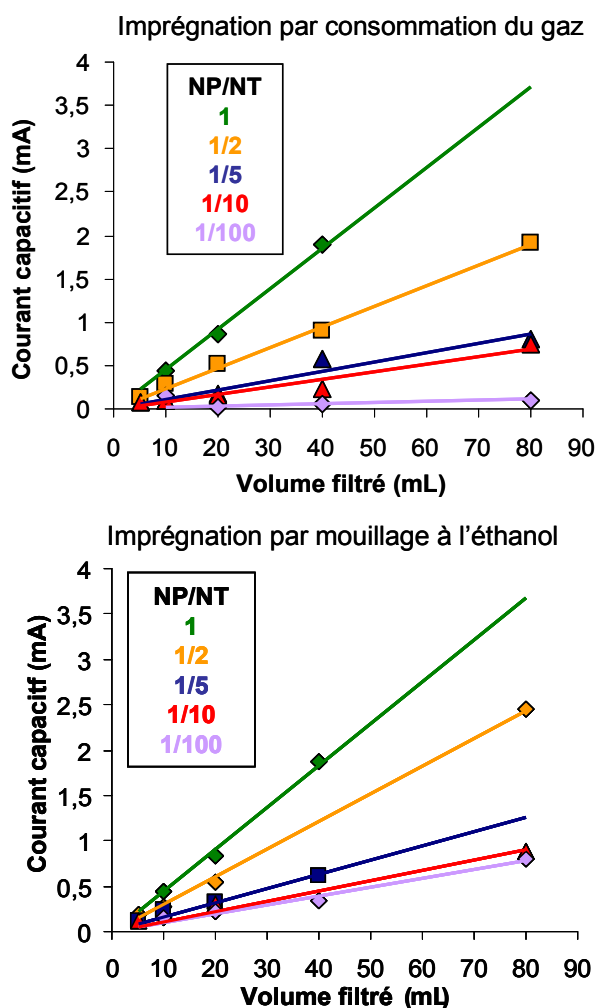 Imprégnation par consommation du gaz
4
3,5
3
2,5
2
1,5
1
0,5
0
Courant capacitif (mA)
NP/NT
1
1/2
1/5
1/10
1/100
0 10 20 30 40 50 60 70 80 90
Volume filtré (mL)
Imprégnation par mouillage à l'éthanol
4
3,5
3
2,5
2
1,5
1
0,5
0
Courant capacitf (mA)
NP/NT
1
1/2
1/5
1/10
1/100
0 10 20 30 40 50 60 70 80 90
Volume filtré (mL)